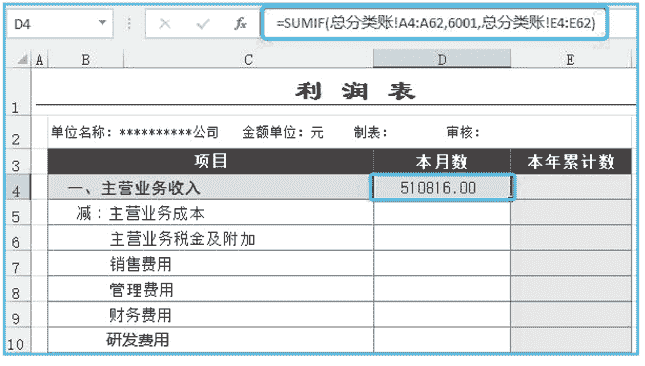 D4 fx =SUMIF(总分类账!A4:A62,6001,总分类账!E4:E62)
A B C D E
1 利润表
2 单位名称：**********公司 金额单位：元 制表： 审核：
3 项目 本月数 本年累计数
4 一、主营业务收入 510816.00
5 减：主营业务成本
6 主营业务税金及附加
7 销售费用
8 管理费用
9 财务费用
10 研发费用